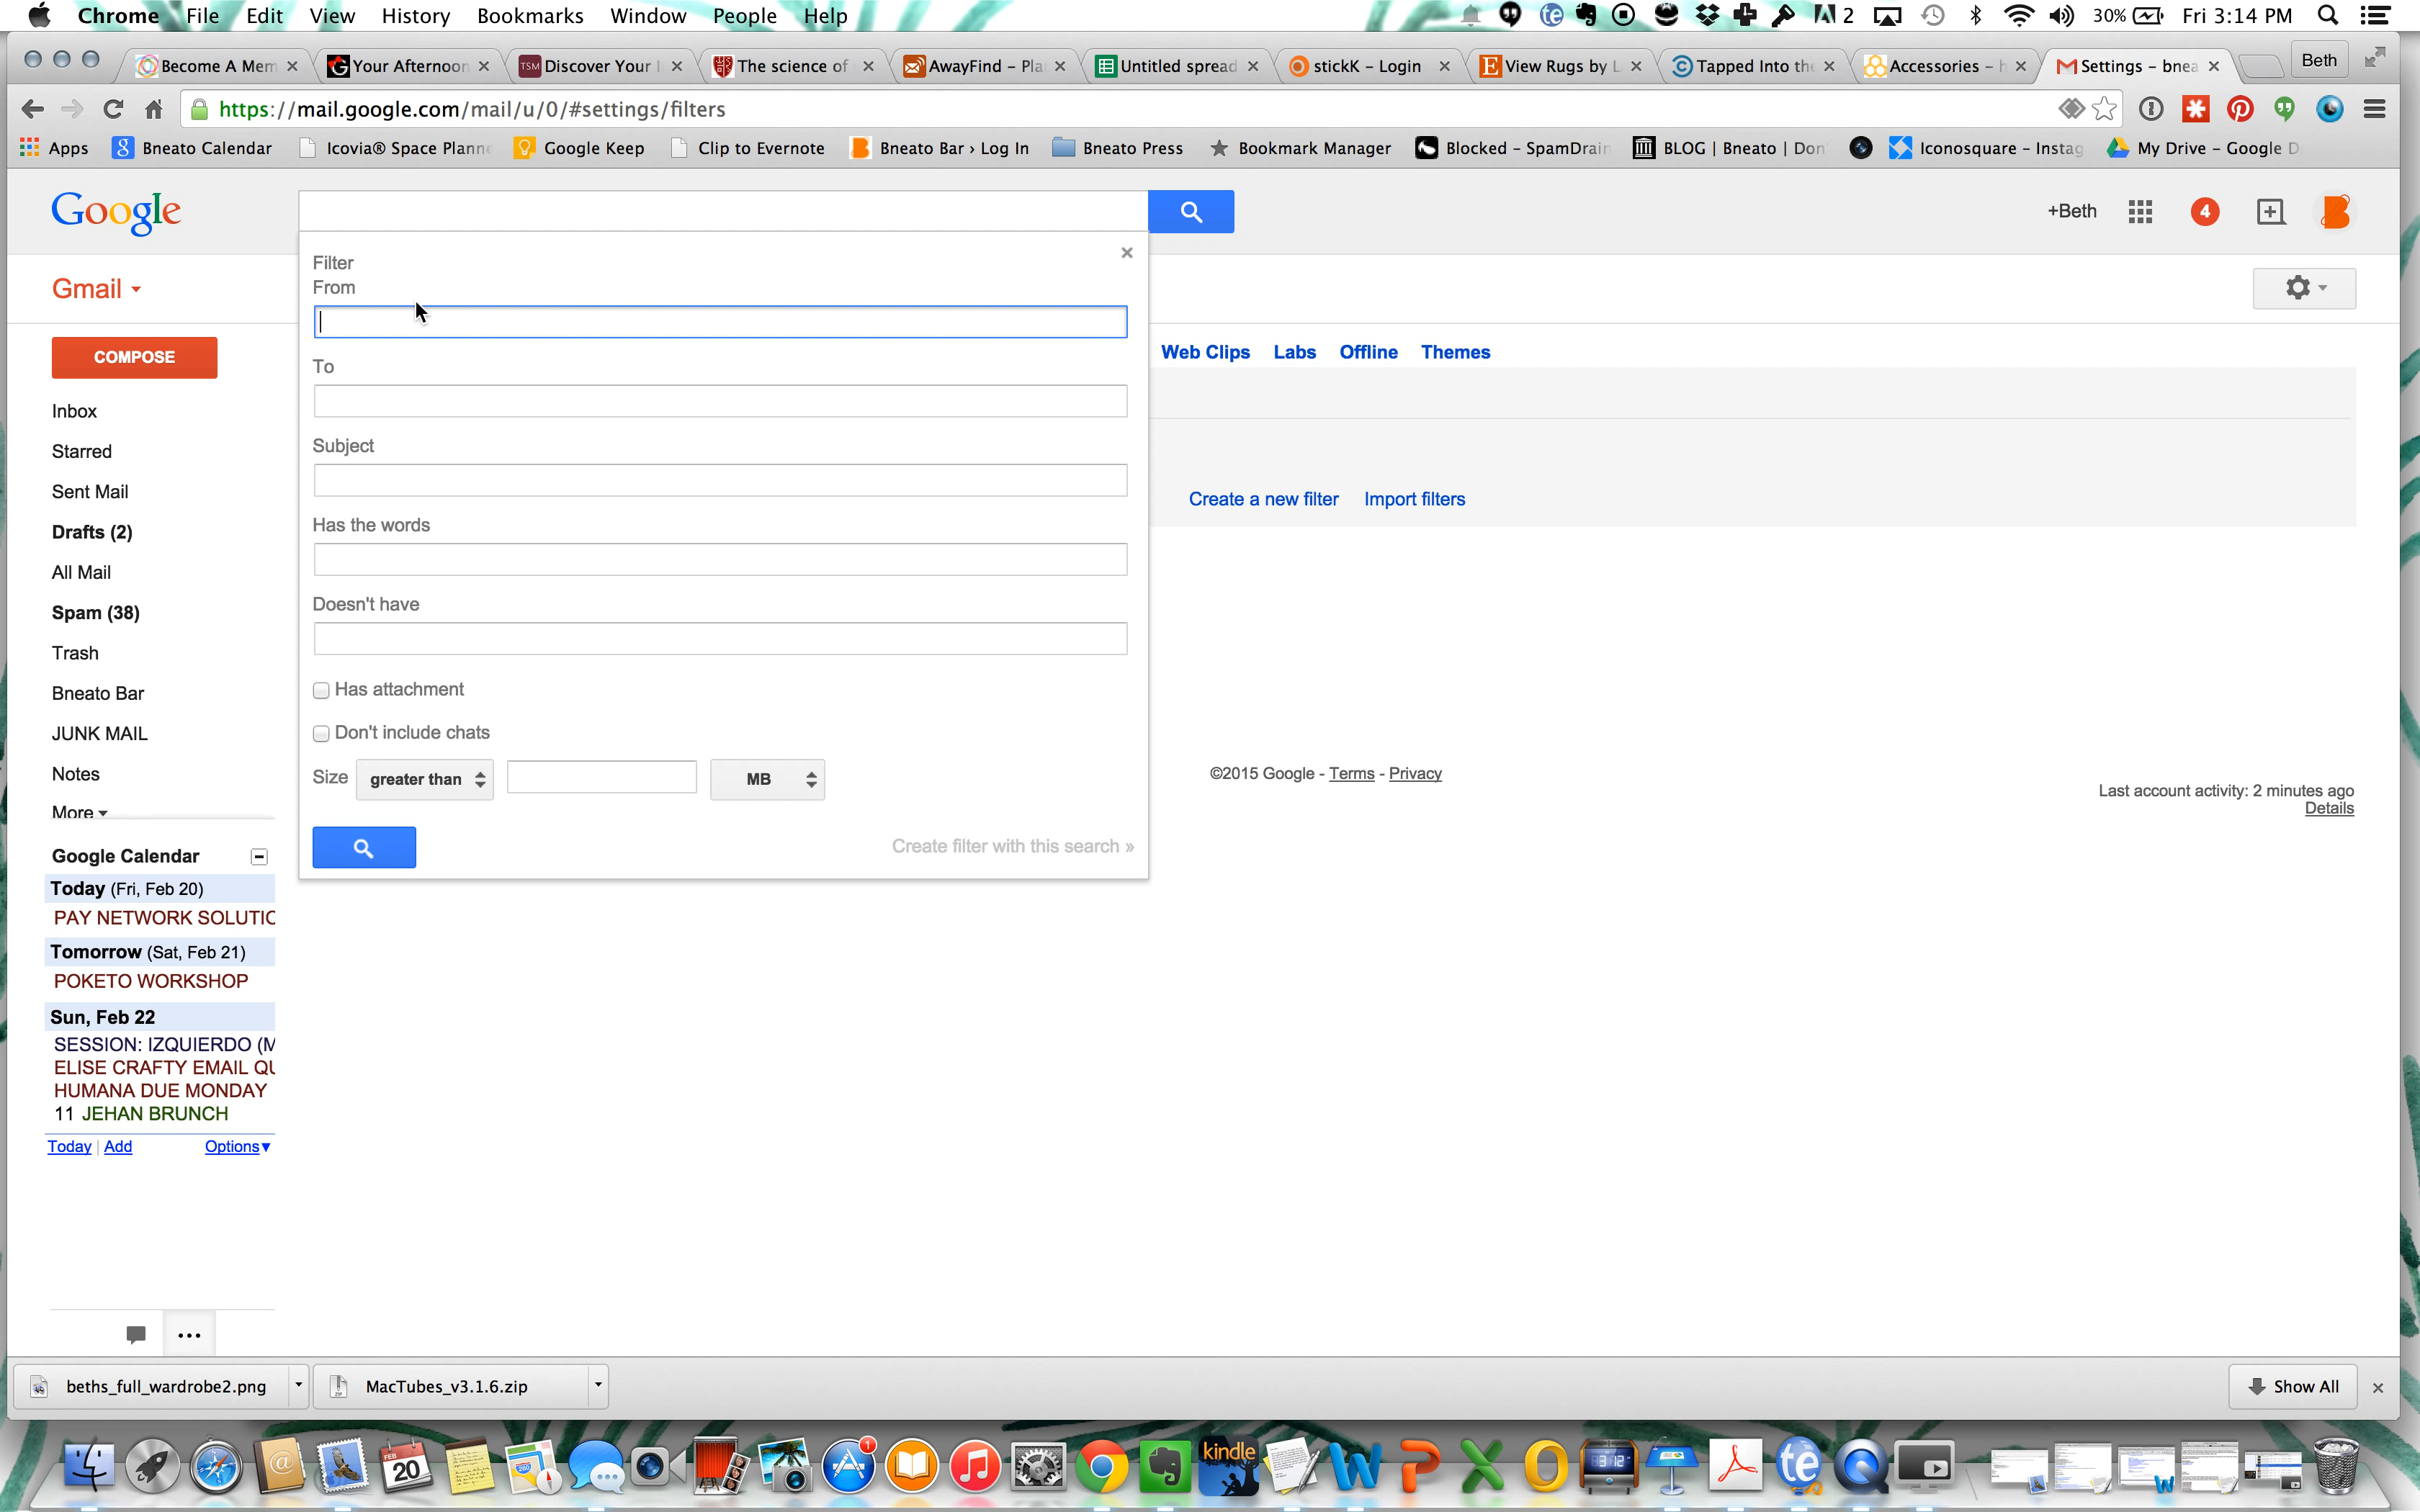 Chrome File Edit View History Bookmarks Window People Help 2 30% Fri 3:14 PM
Become A Mem Your Afternoon TSM Discover Your The science of AwayFind – Pla Untitled spread stickK – Login View Rugs by L Tapped Into the Accessories – h Settings – bnea Beth
https://mail.google.com/mail/u/0/#settings/filters
Apps Bneato Calendar Icovia® Space Planne Google Keep Clip to Evernote Bneato Bar › Log In Bneato Press Bookmark Manager Blocked – SpamDrain BLOG | Bneato | Don' Iconosquare – Instag My Drive – Google D
Google +Beth 4
Gmail
Filter
From
To
Subject
Has the words
Doesn't have
Has attachment
Don't include chats
Size greater than MB
Create filter with this search »
Web Clips Labs Offline Themes
Create a new filter Import filters
©2015 Google - Terms - Privacy
Last account activity: 2 minutes ago
Details
COMPOSE
Inbox
Starred
Sent Mail
Drafts (2)
All Mail
Spam (38)
Trash
Bneato Bar
JUNK MAIL
Notes
More
Google Calendar
Today (Fri, Feb 20)
PAY NETWORK SOLUTIO
Tomorrow (Sat, Feb 21)
POKETO WORKSHOP
Sun, Feb 22
SESSION: IZQUIERDO (M
ELISE CRAFTY EMAIL QU
HUMANA DUE MONDAY
11 JEHAN BRUNCH
Today Add Options
beths_full_wardrobe2.png MacTubes_v3.1.6.zip Show All
FEB 20 1 kindle te